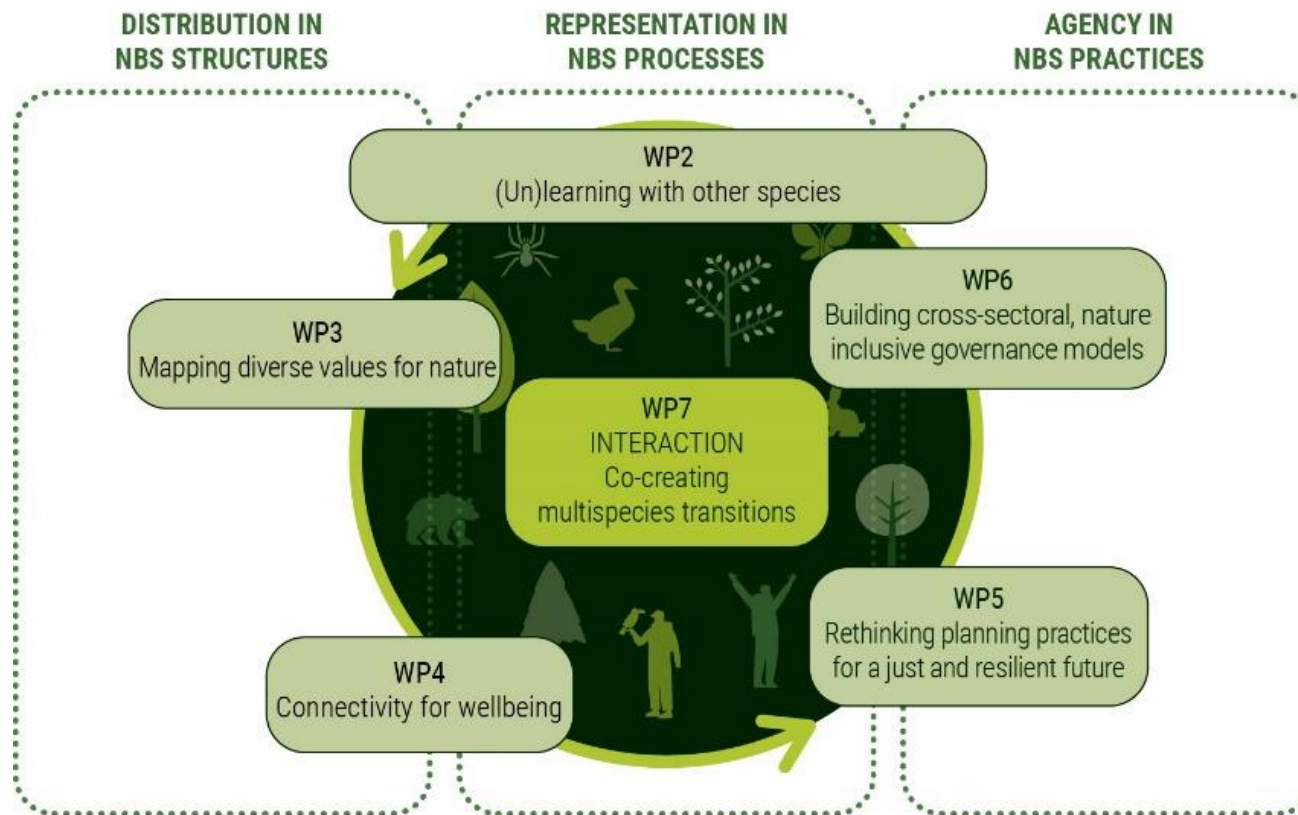 DISTRIBUTION IN
NBS STRUCTURES
REPRESENTATION IN
NBS PROCESSES
AGENCY IN
NBS PRACTICES
WP2
(Un)learning with other species
WP3
Mapping diverse values for nature
WP6
Building cross-sectoral, nature
inclusive governance models
WP7
INTERACTION
Co-creating
multispecies transitions
WP4
Connectivity for wellbeing
WP5
Rethinking planning practices
for a just and resilient future